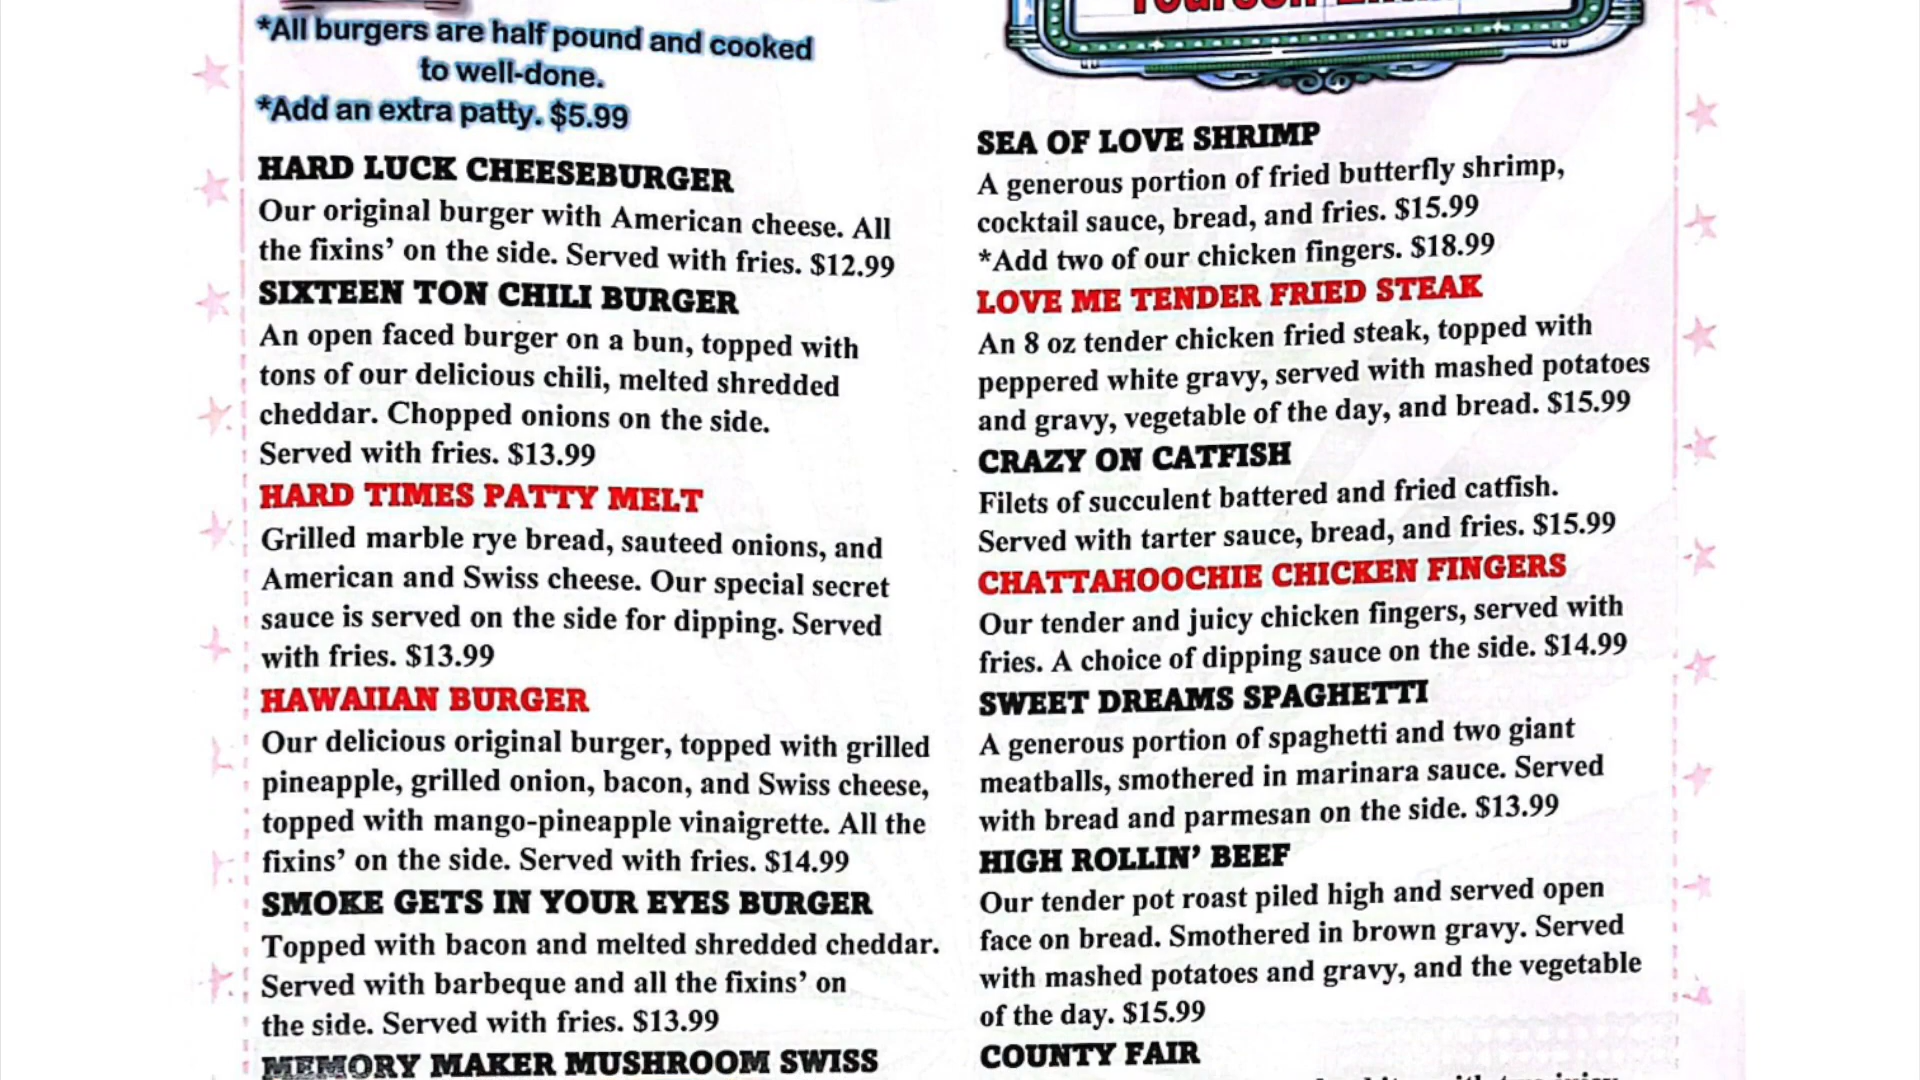 *All burgers are half pound and cooked
to well-done.
*Add an extra patty. $5.99
HARD LUCK CHEESEBURGER
Our original burger with American cheese. All
the fixins’ on the side. Served with fries. $12.99
SIXTEEN TON CHILI BURGER
An open faced burger on a bun, topped with
tons of our delicious chili, melted shredded
cheddar. Chopped onions on the side.
Served with fries. $13.99
HARD TIMES PATTY MELT
Grilled marble rye bread, sauteed onions, and
American and Swiss cheese. Our special secret
sauce is served on the side for dipping. Served
with fries. $13.99
HAWAIIAN BURGER
Our delicious original burger, topped with grilled
pineapple, grilled onion, bacon, and Swiss cheese,
topped with mango-pineapple vinaigrette. All the
fixins’ on the side. Served with fries. $14.99
SMOKE GETS IN YOUR EYES BURGER
Topped with bacon and melted shredded cheddar.
Served with barbeque and all the fixins’ on
the side. Served with fries. $13.99
MEMORY MAKER MUSHROOM SWISS
SEA OF LOVE SHRIMP
A generous portion of fried butterfly shrimp,
cocktail sauce, bread, and fries. $15.99
*Add two of our chicken fingers. $18.99
LOVE ME TENDER FRIED STEAK
An 8 oz tender chicken fried steak, topped with
peppered white gravy, served with mashed potatoes
and gravy, vegetable of the day, and bread. $15.99
CRAZY ON CATFISH
Filets of succulent battered and fried catfish.
Served with tarter sauce, bread, and fries. $15.99
CHATTAHOOCHIE CHICKEN FINGERS
Our tender and juicy chicken fingers, served with
fries. A choice of dipping sauce on the side. $14.99
SWEET DREAMS SPAGHETTI
A generous portion of spaghetti and two giant
meatballs, smothered in marinara sauce. Served
with bread and parmesan on the side. $13.99
HIGH ROLLIN’ BEEF
Our tender pot roast piled high and served open
face on bread. Smothered in brown gravy. Served
with mashed potatoes and gravy, and the vegetable
of the day. $15.99
COUNTY FAIR